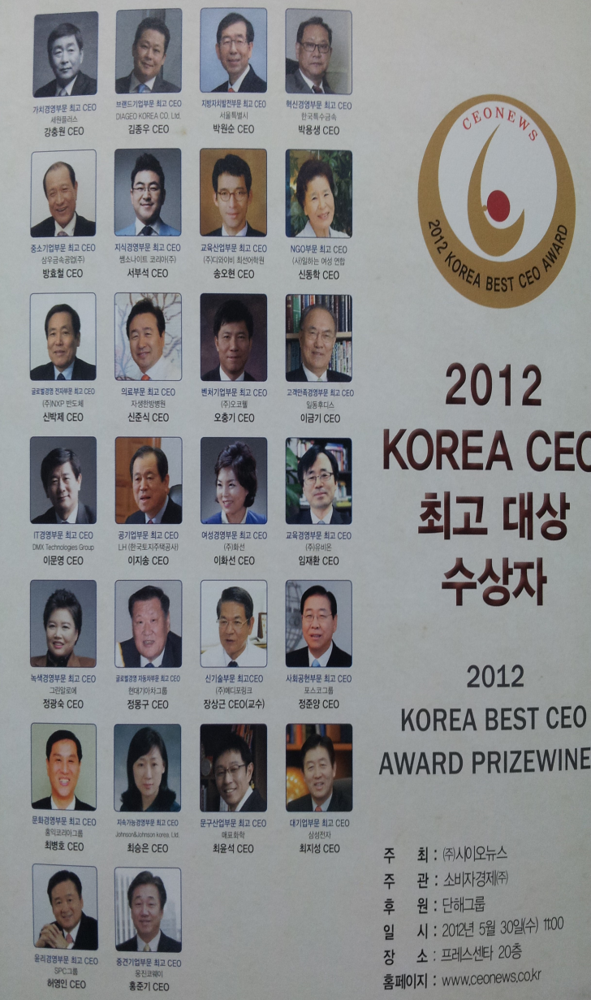 가치경영부문 최고 CEO
세원플러스
강충원 CEO
브랜드기업부문 최고 CEO
DIAGEO KOREA CO. Ltd.
김종우 CEO
지방자치발전부문 최고 CEO
서울특별시
박원순 CEO
혁신경영부문 최고 CEO
한국특수금속
박용생 CEO
중소기업부문 최고 CEO
삼우금속공업(주)
방효철 CEO
지식경영부문 최고 CEO
쌤소나이트 코리아(주)
서부석 CEO
교육산업부문 최고 CEO
(주)디와이비 최선어학원
송오현 CEO
NGO부문 최고 CEO
(사)일하는 여성 연합
신동학 CEO
글로벌경영 전자부문 최고 CEO
(주)NXP 반도체
신박제 CEO
의료부문 최고 CEO
자생한방병원
신준식 CEO
벤처기업부문 최고 CEO
(주)오코웰
오충기 CEO
고객만족경영부문 최고 CEO
일동후디스
이금기 CEO
IT경영부문 최고 CEO
DMX Technologies Group
이문영 CEO
공기업부문 최고 CEO
LH (한국토지주택공사)
이지송 CEO
여성경영부문 최고 CEO
(주)화선
이화선 CEO
교육경영부문 최고 CEO
(주)유비온
임재환 CEO
녹색경영부문 최고 CEO
그린알로에
정광숙 CEO
글로벌경영 자동차부문 최고 CEO
현대기아차그룹
정몽구 CEO
신기술부문 최고CEO
(주)메디포링크
장상근 CEO(교수)
사회공헌부문 최고 CEO
포스코그룹
정준양 CEO
문화경영부문 최고 CEO
홍익코리아그룹
최병호 CEO
지속가능경영부문 최고 CEO
Johnson&Johnson korea. Ltd.
최승은 CEO
문구산업부문 최고 CEO
매표화학
최윤석 CEO
대기업부문 최고 CEO
삼성전자
최지성 CEO
윤리경영부문 최고 CEO
SPC그룹
허영인 CEO
중견기업부문 최고 CEO
웅진코웨이
홍준기 CEO
CEONEWS
2012 KOREA BEST CEO AWARD
2012
KOREA CEO
최고 대상
수상자
2012
KOREA BEST CEO
AWARD PRIZEWINE
주 최 : (주)시이오뉴스
주 관 : 소비자경제(주)
후 원 : 단해그룹
일 시 : 2012년 5월 30일(수) 11:00
장 소 : 프레스센타 20층
홈페이지 : www.ceonews.co.kr